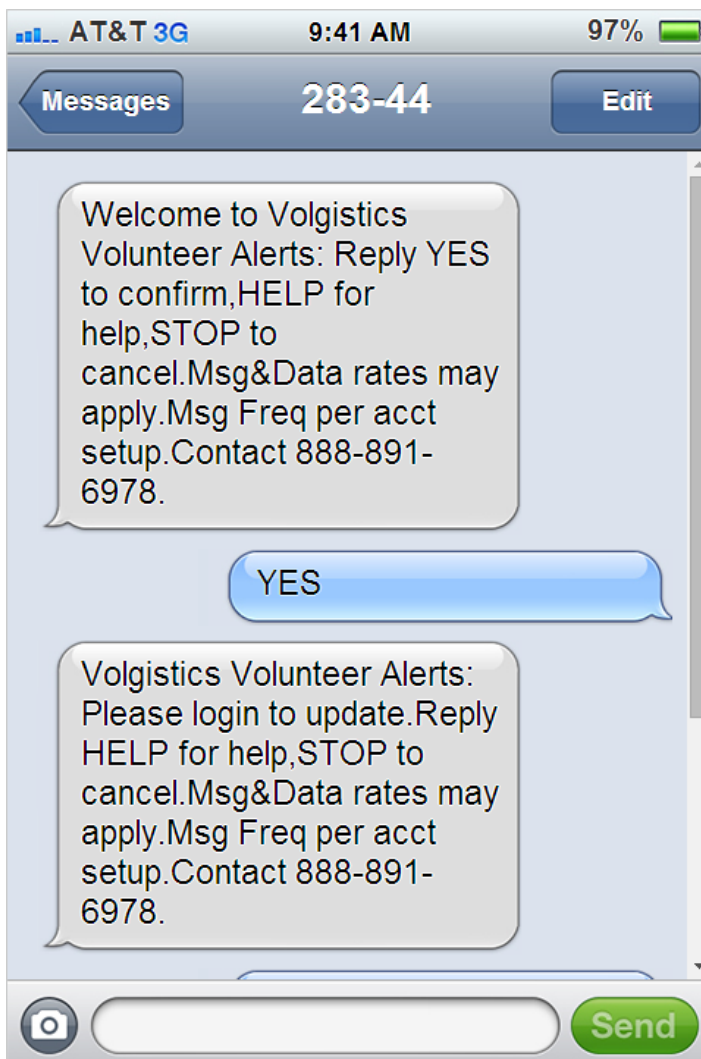 AT&T 3G 9:41 AM 97%
Messages 283-44 Edit
Welcome to Volgistics
Volunteer Alerts: Reply YES
to confirm,HELP for
help,STOP to
cancel.Msg&Data rates may
apply.Msg Freq per acct
setup.Contact 888-891-
6978.
YES
Volgistics Volunteer Alerts:
Please login to update.Reply
HELP for help,STOP to
cancel.Msg&Data rates may
apply.Msg Freq per acct
setup.Contact 888-891-
6978.
Send